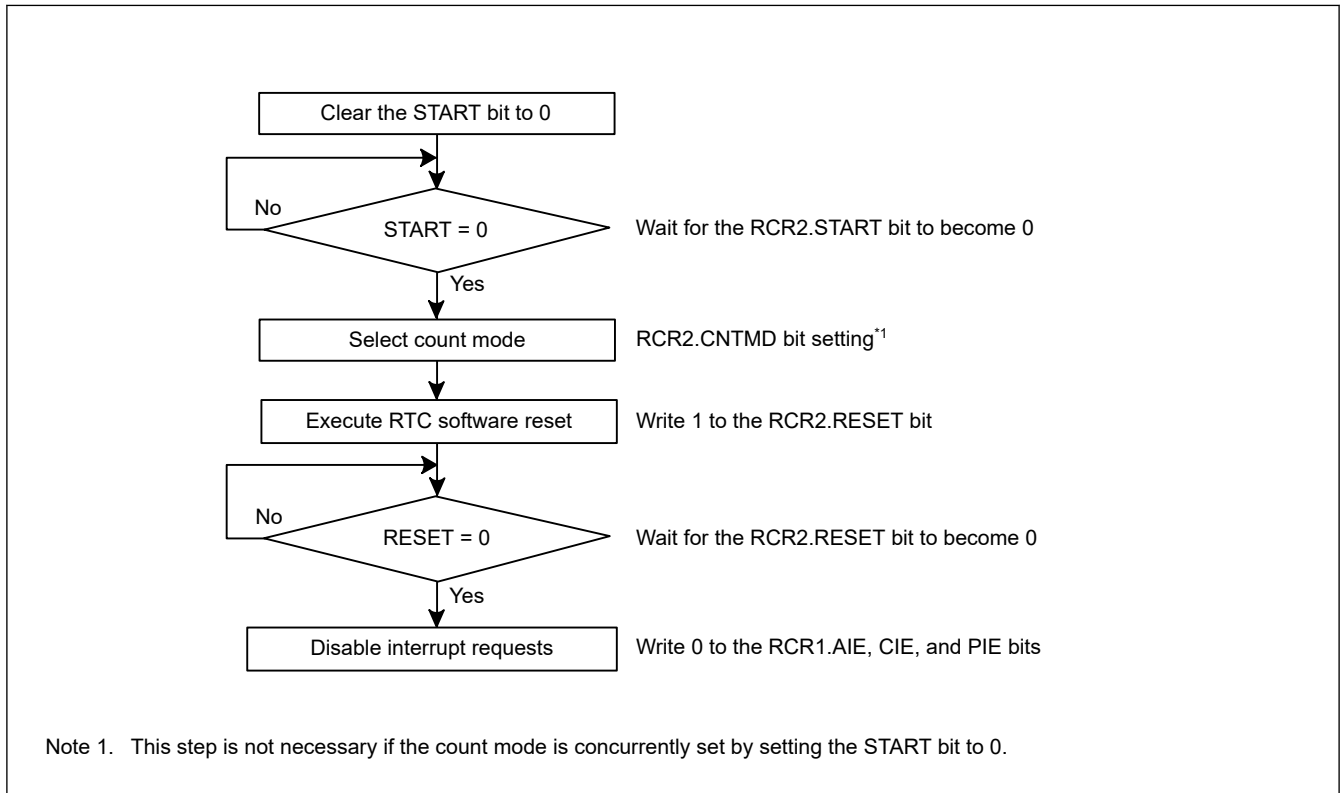 Clear the START bit to 0
No
START = 0
Wait for the RCR2.START bit to become 0
Yes
Select count mode
RCR2.CNTMD bit setting*1
Execute RTC software reset
Write 1 to the RCR2.RESET bit
No
RESET = 0
Wait for the RCR2.RESET bit to become 0
Yes
Disable interrupt requests
Write 0 to the RCR1.AIE, CIE, and PIE bits
Note 1. This step is not necessary if the count mode is concurrently set by setting the START bit to 0.